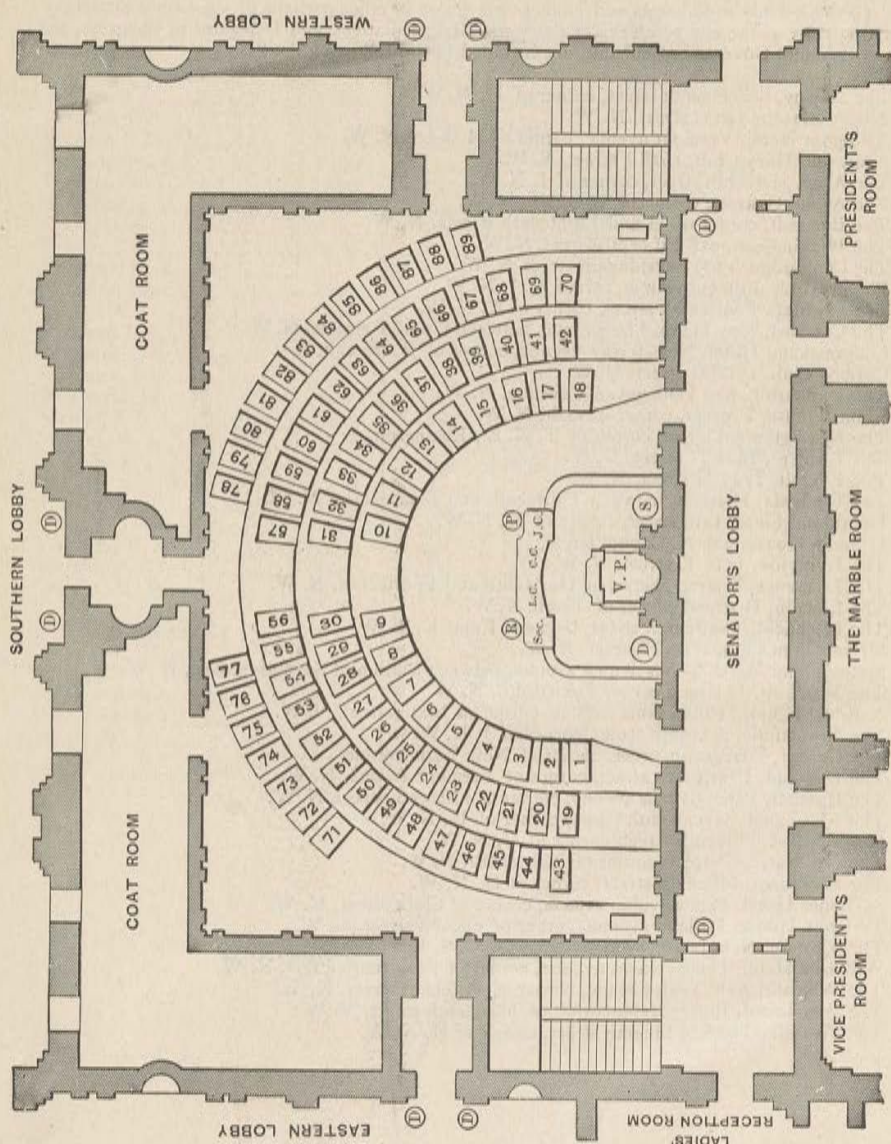 SOUTHERN LOBBY
D
D
COAT ROOM
COAT ROOM
EASTERN LOBBY
WESTERN LOBBY
D
D
D
D
71 72 73 74 75 76 77
78 79 80 81 82 83 84 85 86 87 88 89
43 44 45 46 47 48 49 50 51 52 53 54 55 56
57 58 59 60 61 62 63 64 65 66 67 68 69 70
19 20 21 22 23 24 25 26 27 28 29 30
31 32 33 34 35 36 37 38 39 40 41 42
1 2 3 4 5 6 7 8 9
10 11 12 13 14 15 16 17 18
R
P
Sec. L.C. C.C. J.C.
V. P.
D
S
D
D
SENATOR'S LOBBY
LADIES'
RECEPTION ROOM
VICE PRESIDENT'S
ROOM
THE MARBLE ROOM
PRESIDENT'S
ROOM